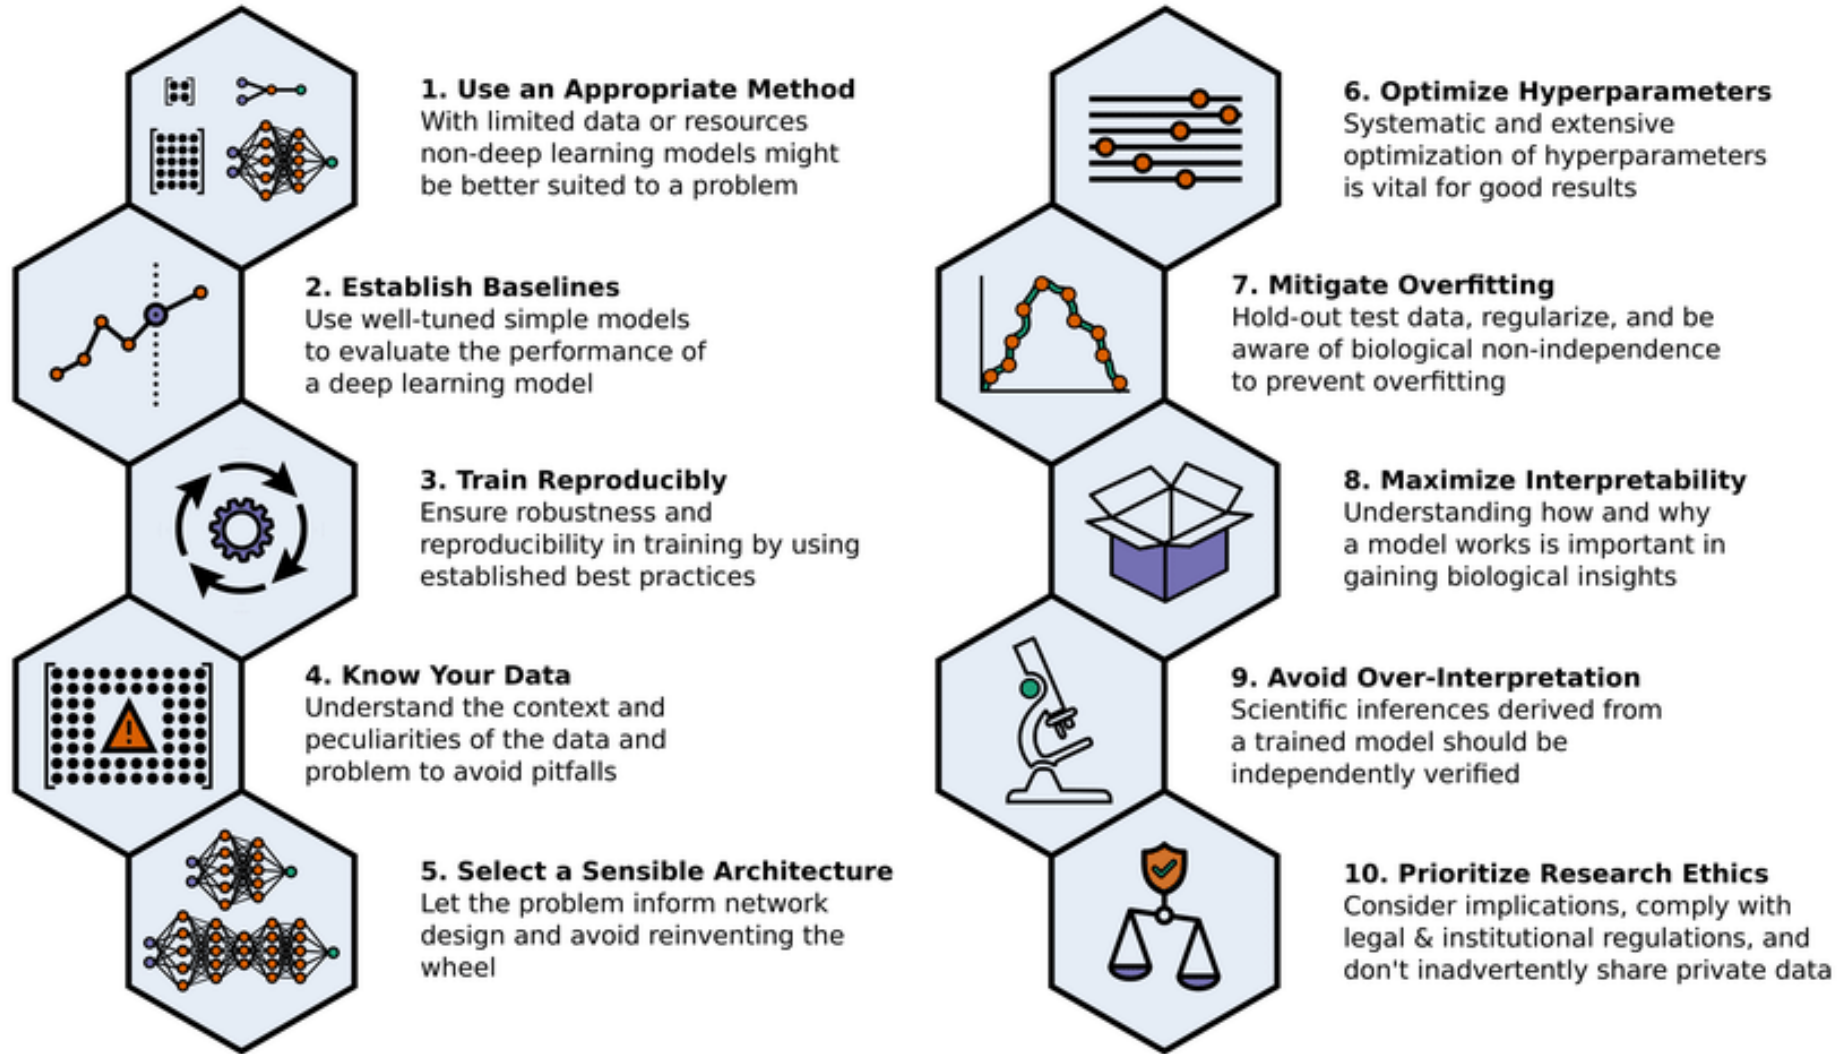 1. Use an Appropriate Method
With limited data or resources
non-deep learning models might
be better suited to a problem
2. Establish Baselines
Use well-tuned simple models
to evaluate the performance of
a deep learning model
3. Train Reproducibly
Ensure robustness and
reproducibility in training by using
established best practices
4. Know Your Data
Understand the context and
peculiarities of the data and
problem to avoid pitfalls
5. Select a Sensible Architecture
Let the problem inform network
design and avoid reinventing the
wheel
6. Optimize Hyperparameters
Systematic and extensive
optimization of hyperparameters
is vital for good results
7. Mitigate Overfitting
Hold-out test data, regularize, and be
aware of biological non-independence
to prevent overfitting
8. Maximize Interpretability
Understanding how and why
a model works is important in
gaining biological insights
9. Avoid Over-Interpretation
Scientific inferences derived from
a trained model should be
independently verified
10. Prioritize Research Ethics
Consider implications, comply with
legal & institutional regulations, and
don't inadvertently share private data